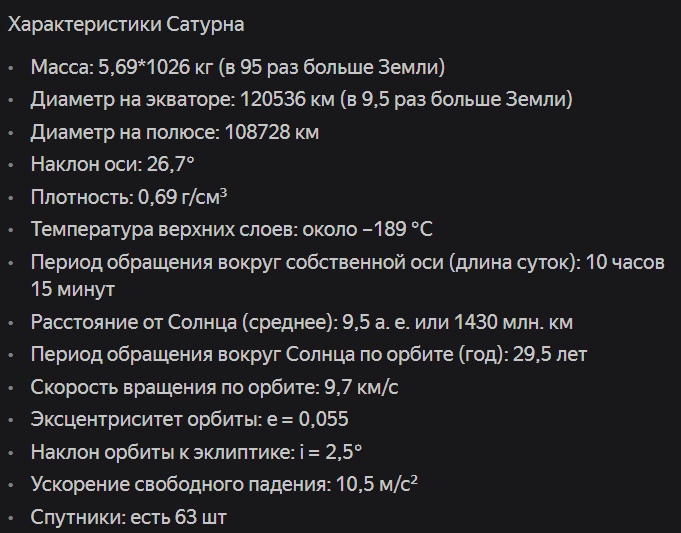 Характеристики Сатурна
• Масса: 5,69*1026 кг (в 95 раз больше Земли)
• Диаметр на экваторе: 120536 км (в 9,5 раз больше Земли)
• Диаметр на полюсе: 108728 км
• Наклон оси: 26,7°
• Плотность: 0,69 г/см³
• Температура верхних слоев: около –189 °C
• Период обращения вокруг собственной оси (длина суток): 10 часов
15 минут
• Расстояние от Солнца (среднее): 9,5 а. е. или 1430 млн. км
• Период обращения вокруг Солнца по орбите (год): 29,5 лет
• Скорость вращения по орбите: 9,7 км/с
• Эксцентриситет орбиты: e = 0,055
• Наклон орбиты к эклиптике: i = 2,5°
• Ускорение свободного падения: 10,5 м/с²
• Спутники: есть 63 шт